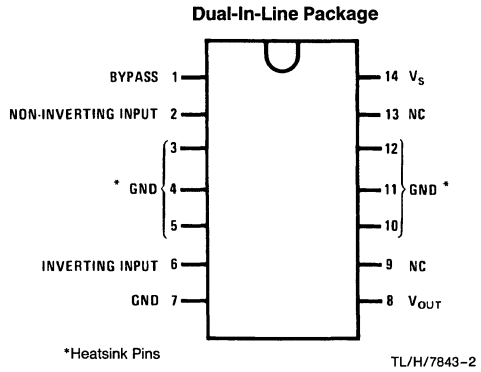 Dual-In-Line Package
BYPASS 1
14 VS
NON-INVERTING INPUT 2
13 NC
3
12
* GND 4
11 GND *
5
10
INVERTING INPUT 6
9 NC
GND 7
8 VOUT
*Heatsink Pins
TL/H/7843-2